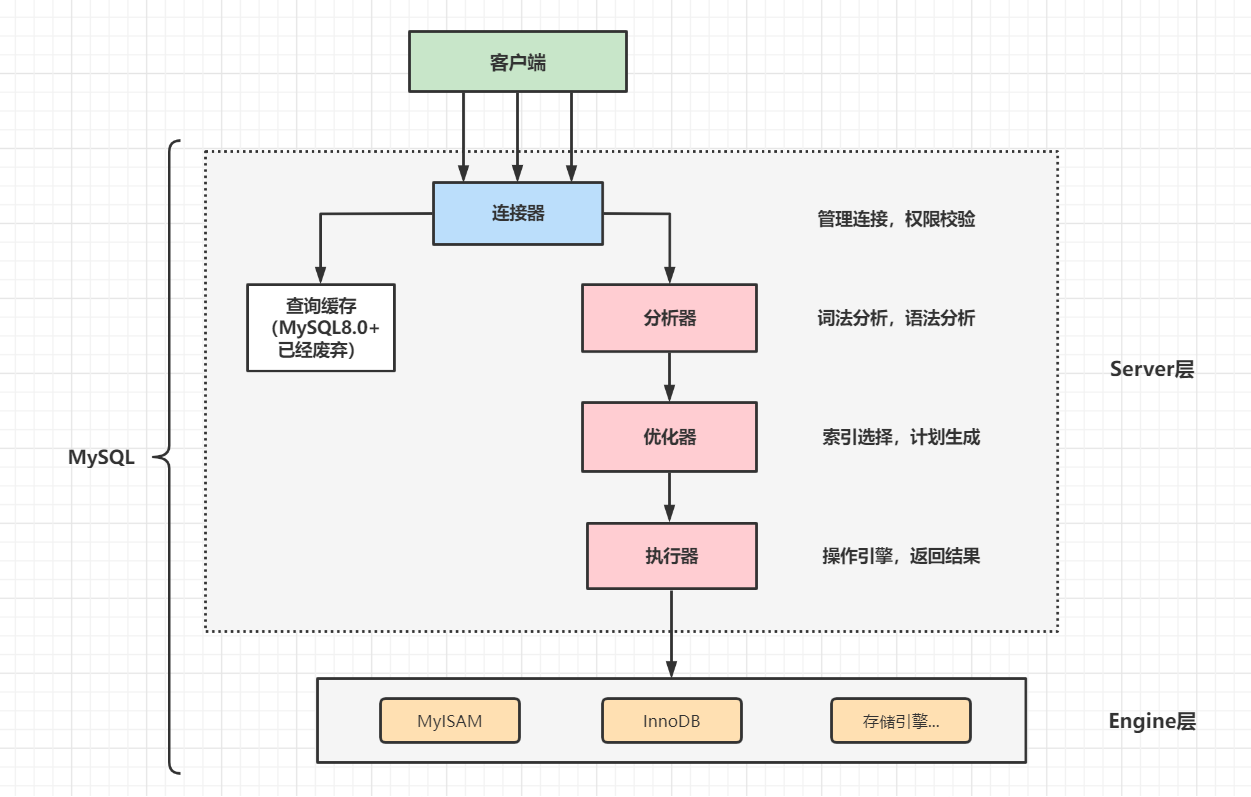 客户端
连接器
管理连接，权限校验
查询缓存
（MySQL8.0+
已经废弃）
分析器
词法分析，语法分析
Server层
优化器
索引选择，计划生成
MySQL
执行器
操作引擎，返回结果
MyISAM
InnoDB
存储引擎...
Engine层